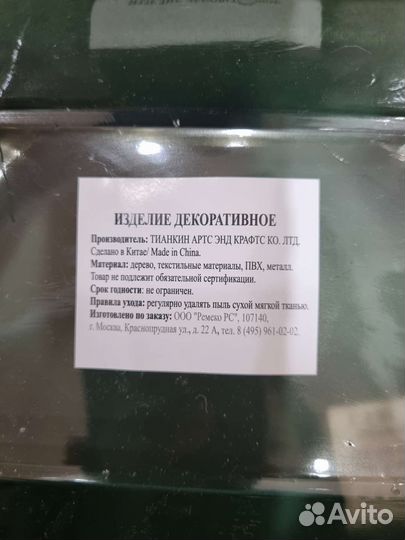 ИЗДЕЛИЕ ДЕКОРАТИВНОЕ
Производитель: ТИАНКИН АРТС ЭНД КРАФТС КО. ЛТД.
Сделано в Китае/ Made in China.
Материал: дерево, текстильные материалы, ПВХ, металл.
Товар не подлежит обязательной сертификации.
Срок годности: не ограничен.
Правила ухода: регулярно удалять пыль сухой мягкой тканью.
Изготовлено по заказу: ООО "Ремеко РС", 107140,
г. Москва, Краснопрудная ул., д. 22 А, тел. 8 (495) 961-02-02.
Avito